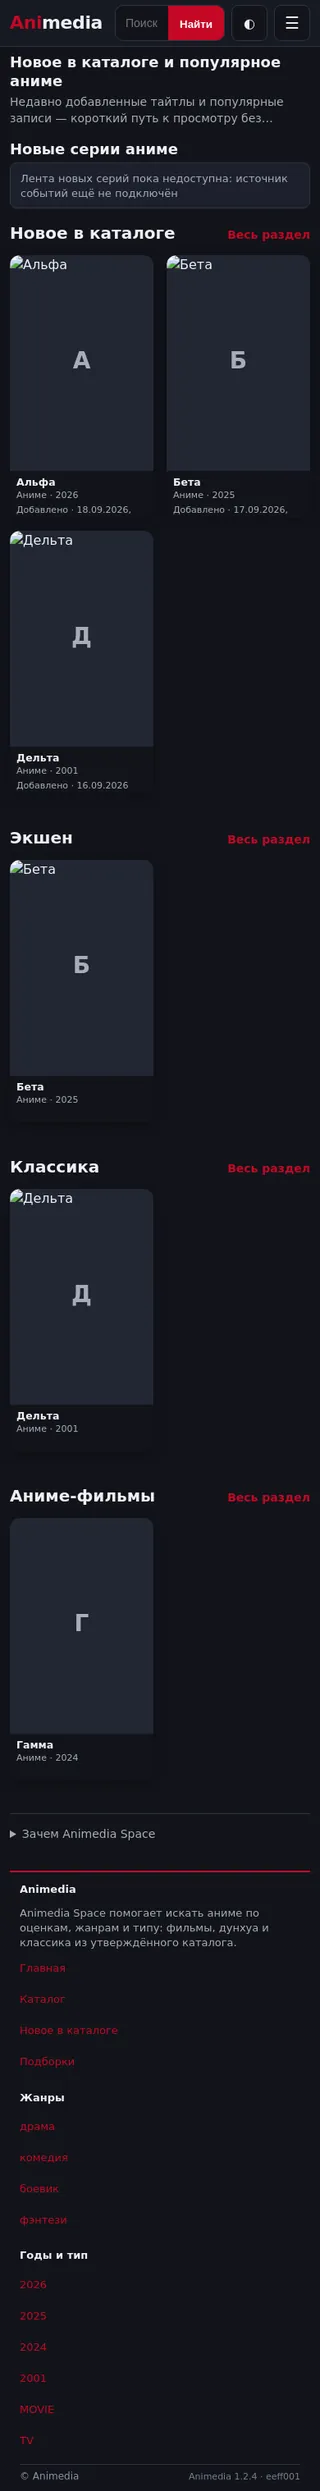 Animedia
Поиск
Найти
Новое в каталоге и популярное
аниме
Недавно добавленные тайтлы и популярные
записи — короткий путь к просмотру без…
Новые серии аниме
Лента новых серий пока недоступна: источник
событий ещё не подключён
Новое в каталоге
Весь раздел
Альфа
Бета
А
Б
Альфа
Бета
Аниме · 2026
Аниме · 2025
Добавлено · 18.09.2026,
Добавлено · 17.09.2026,
Дельта
Д
Дельта
Аниме · 2001
Добавлено · 16.09.2026
Экшен
Весь раздел
Бета
Б
Бета
Аниме · 2025
Классика
Весь раздел
Дельта
Д
Дельта
Аниме · 2001
Аниме-фильмы
Весь раздел
Г
Гамма
Аниме · 2024
Зачем Animedia Space
Animedia
Animedia Space помогает искать аниме по
оценкам, жанрам и типу: фильмы, дунхуа и
классика из утверждённого каталога.
Главная
Каталог
Новое в каталоге
Подборки
Жанры
драма
комедия
боевик
фэнтези
Годы и тип
2026
2025
2024
2001
MOVIE
TV
© Animedia
Animedia 1.2.4 · eeff001